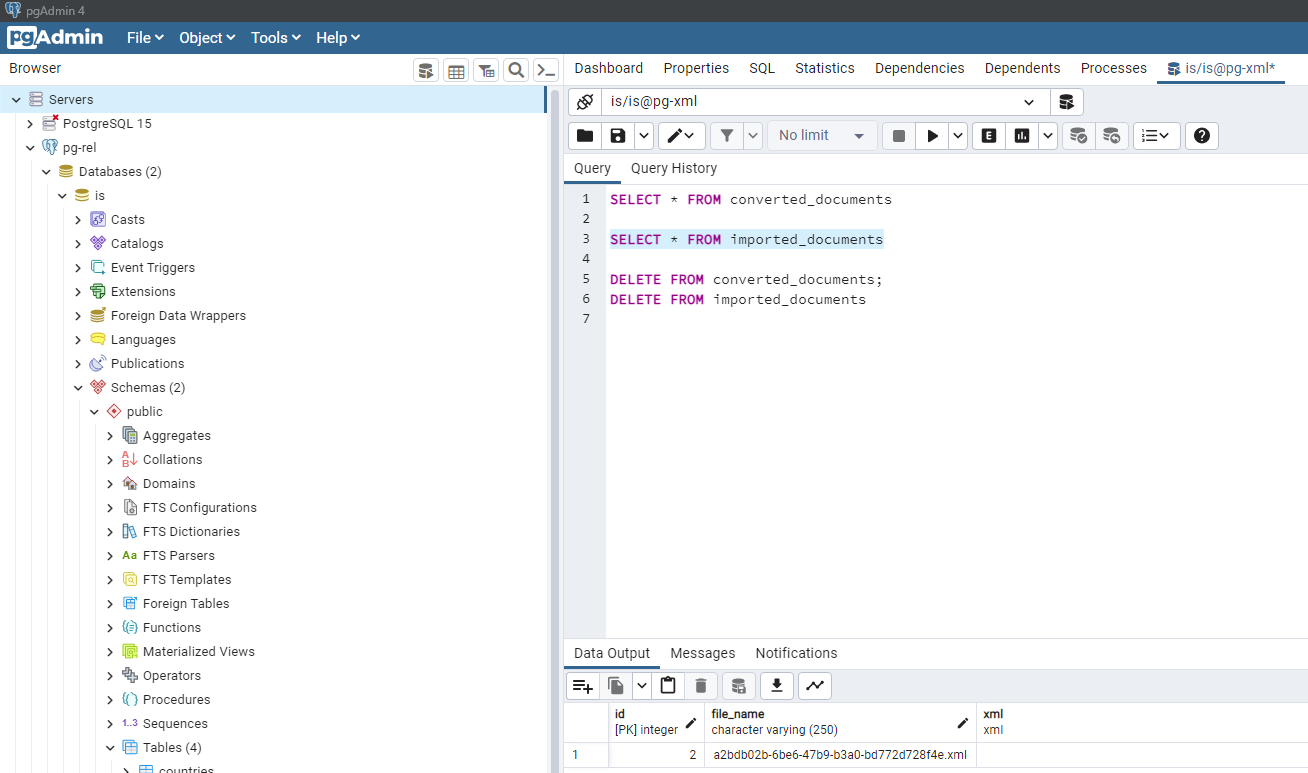 pgAdmin 4
pgAdmin File Object Tools Help
Browser
Servers
PostgreSQL 15
pg-rel
Databases (2)
is
Casts
Catalogs
Event Triggers
Extensions
Foreign Data Wrappers
Languages
Publications
Schemas (2)
public
Aggregates
Collations
Domains
FTS Configurations
FTS Dictionaries
Aa FTS Parsers
FTS Templates
Foreign Tables
Functions
Materialized Views
Operators
Procedures
1..3 Sequences
Tables (4)
countries
Dashboard Properties SQL Statistics Dependencies Dependents Processes is/is@pg-xml*
is/is@pg-xml
No limit E
Query Query History
1 SELECT * FROM converted_documents
2
3 SELECT * FROM imported_documents
4
5 DELETE FROM converted_documents;
6 DELETE FROM imported_documents
7
Data Output Messages Notifications
id file_name xml
[PK] integer character varying (250) xml
1 2 a2bdb02b-6be6-47b9-b3a0-bd772d728f4e.xml